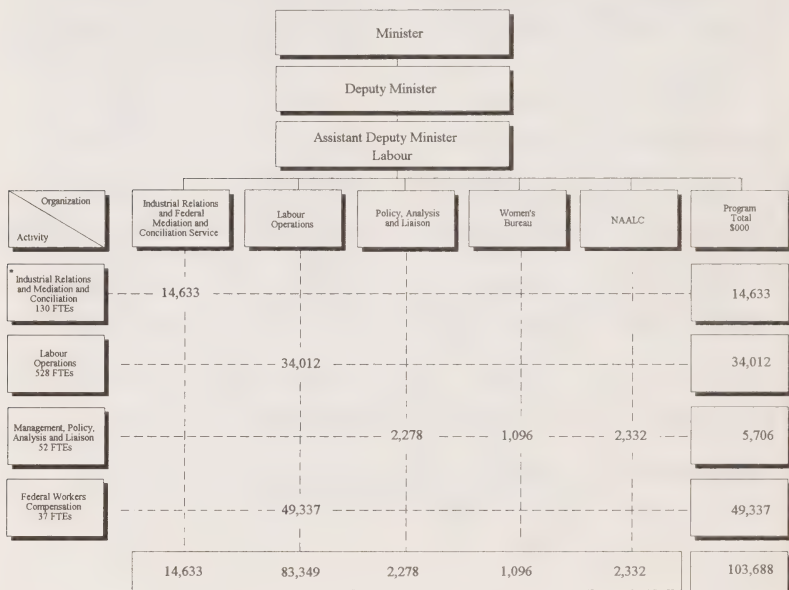 Minister
Deputy Minister
Assistant Deputy Minister
Labour
Organization
Activity
Industrial Relations
and Federal
Mediation and
Conciliation Service
Labour
Operations
Policy, Analysis
and Liaison
Women's
Bureau
NAALC
Program
Total
$000
*
Industrial Relations
and Mediation and
Conciliation
130 FTEs
14,633
14,633
Labour
Operations
528 FTEs
34,012
34,012
Management, Policy,
Analysis and Liaison
52 FTEs
2,278
1,096
2,332
5,706
Federal Workers
Compensation
37 FTEs
49,337
49,337
14,633
83,349
2,278
1,096
2,332
103,688